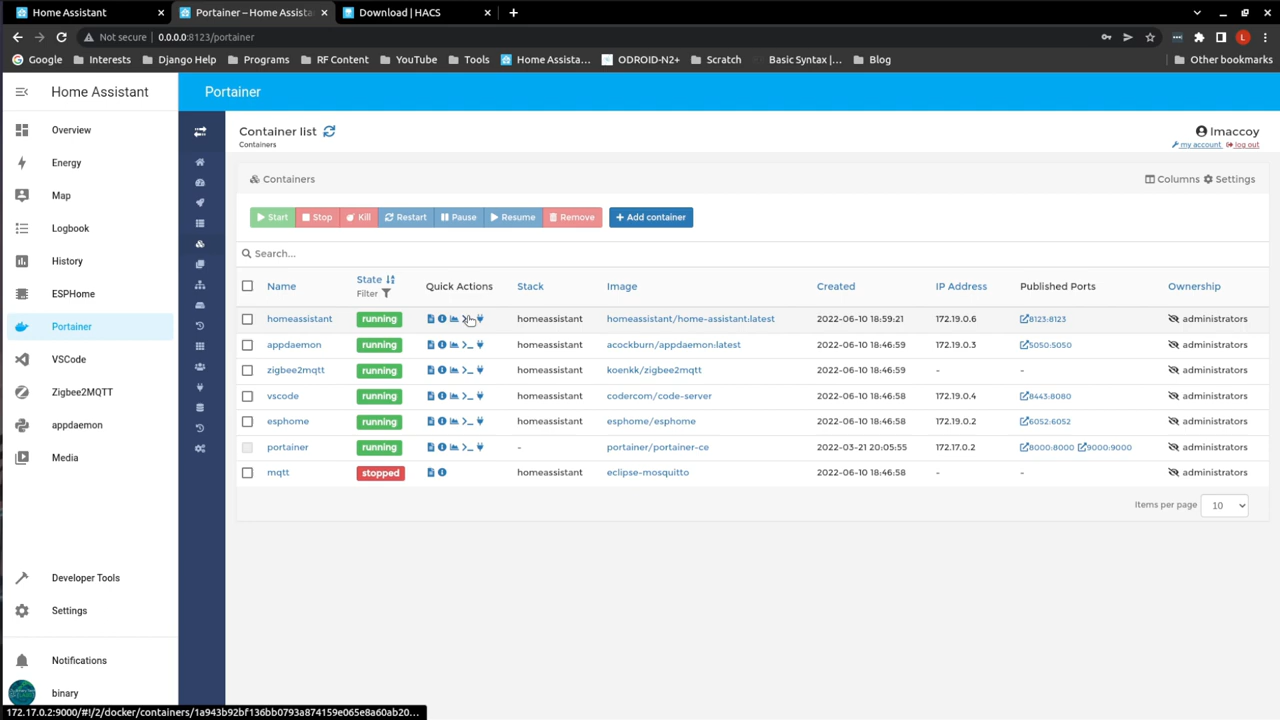 Home Assistant
Portainer – Home Assista
Download | HACS
Not secure | 0.0.0.0:8123/portainer
L
Google Interests Django Help Programs RF Content YouTube Tools Home Assista... ODROID-N2+ Scratch Basic Syntax |... Blog Other bookmarks
Home Assistant
Portainer
Overview
Energy
Map
Logbook
History
ESPHome
Portainer
VSCode
Zigbee2MQTT
appdaemon
Media
Developer Tools
Settings
Notifications
binary
Container list
Containers
lmaccoy
my account log out
Containers
Columns Settings
Start Stop Kill Restart Pause Resume Remove + Add container
Search...
Name State Quick Actions Stack Image Created IP Address Published Ports Ownership
Filter
homeassistant running homeassistant homeassistant/home-assistant:latest 2022-06-10 18:59:21 172.19.0.6 8123:8123 administrators
appdaemon running homeassistant acockburn/appdaemon:latest 2022-06-10 18:46:59 172.19.0.3 5050:5050 administrators
zigbee2mqtt running homeassistant koenkk/zigbee2mqtt 2022-06-10 18:46:59 - - administrators
vscode running homeassistant codercom/code-server 2022-06-10 18:46:58 172.19.0.4 8443:8080 administrators
esphome running homeassistant esphome/esphome 2022-06-10 18:46:58 172.19.0.2 6052:6052 administrators
portainer running - portainer/portainer-ce 2022-03-21 20:05:55 172.17.0.2 8000:8000 9000:9000 administrators
mqtt stopped homeassistant eclipse-mosquitto 2022-06-10 18:46:58 - - administrators
Items per page 10
172.17.0.2:9000/#!/2/docker/containers/1a943b92bf136bb0793a874159e065e8a60ab20...